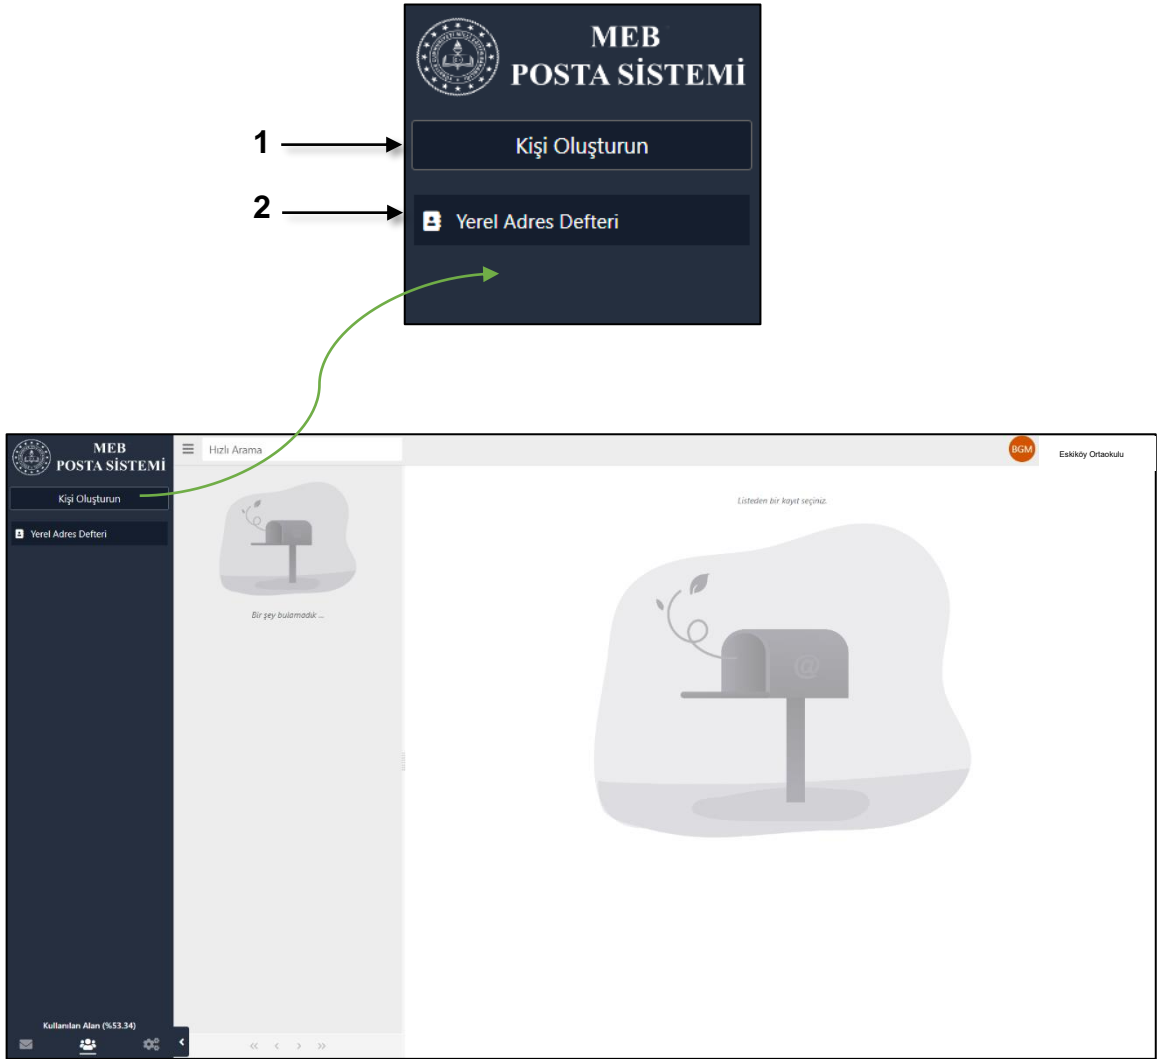 MEB
POSTA SİSTEMİ
1
Kişi Oluşturun
2
Yerel Adres Defteri
MEB
POSTA SİSTEMİ
Hızlı Arama
BGM
Eskiköy Ortaokulu
Kişi Oluşturun
Listeden bir kayıt seçiniz.
Yerel Adres Defteri
Bir şey bulamadık ...
@
Kullanılan Alan (%53.34)